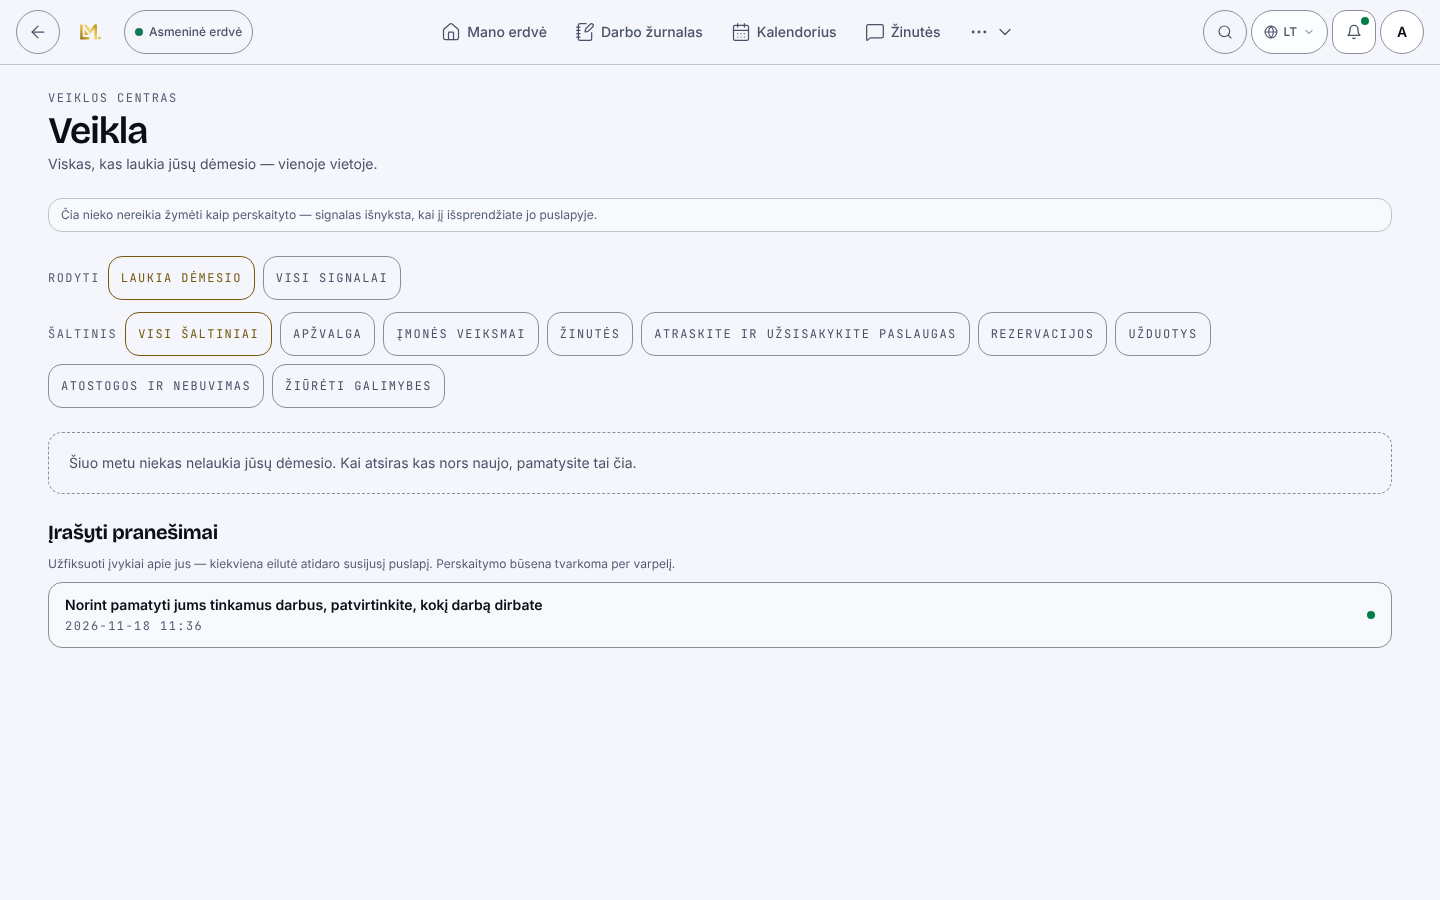 LM.
Asmeninė erdvė
Mano erdvė
Darbo žurnalas
Kalendorius
Žinutės
LT
A
VEIKLOS CENTRAS
Veikla
Viskas, kas laukia jūsų dėmesio — vienoje vietoje.
Čia nieko nereikia žymėti kaip perskaityto — signalas išnyksta, kai jį išsprendžiate jo puslapyje.
RODYTI LAUKIA DĖMESIO VISI SIGNALAI
ŠALTINIS VISI ŠALTINIAI APŽVALGA ĮMONĖS VEIKSMAI ŽINUTĖS ATRASKITE IR UŽSISAKYKITE PASLAUGAS REZERVACIJOS UŽDUOTYS
ATOSTOGOS IR NEBUVIMAS ŽIŪRĖTI GALIMYBES
Šiuo metu niekas nelaukia jūsų dėmesio. Kai atsiras kas nors naujo, pamatysite tai čia.
Įrašyti pranešimai
Užfiksuoti įvykiai apie jus — kiekviena eilutė atidaro susijusį puslapį. Perskaitymo būsena tvarkoma per varpelį.
Norint pamatyti jums tinkamus darbus, patvirtinkite, kokį darbą dirbate
2026-11-18 11:36